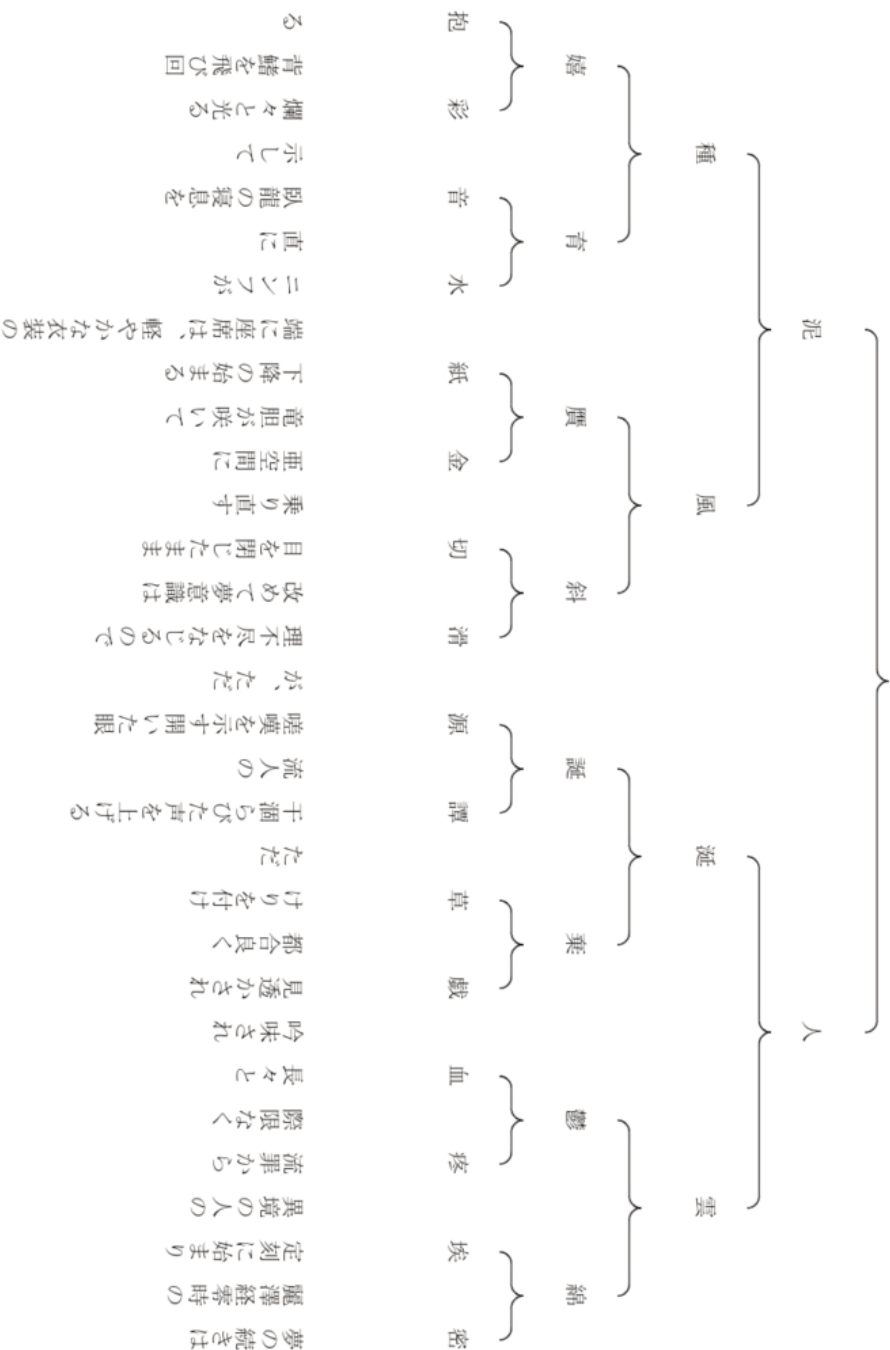 人 泥
雲 涎 風 種
綿 鬱 棄 誕 斜 贋 育 嬉
密 埃 疼 血 戯 草 譚 源 滑 切 金 紙 水 音 彩 抱
夢の続きは
麗澤経零時の
定刻に始まり
異境の人の
流罪から
際限なく
長々と
吟味され
見透かされ
都合良く
けりを付け
ただ
干涸らびた声を上げる
流人の
嗟嘆を示す開いた眼
が、ただ
理不尽をなじるので
改めて夢意識は
目を閉じたまま
乗り直す
亜空間に
竜胆が咲いて
下降の始まる
端に座席は、軽やかな衣装の
ニンフが
直に
臥龍の寝息を
示して
爛々と光る
背鰭を飛び回
る